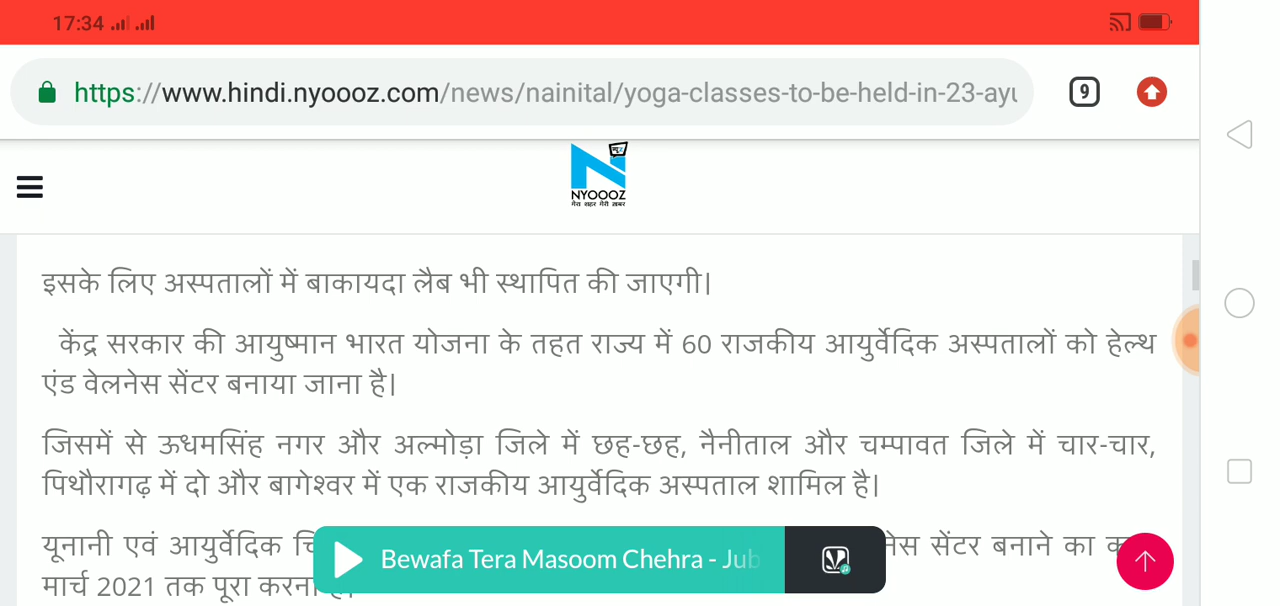 17:34
https://www.hindi.nyoooz.com/news/nainital/yoga-classes-to-be-held-in-23-ayu
9
NYOOOZ
मेरा शहर मेरी ख़बर
इसके लिए अस्पतालों में बाकायदा लैब भी स्थापित की जाएगी|
केंद्र सरकार की आयुष्मान भारत योजना के तहत राज्य में 60 राजकीय आयुर्वेदिक अस्पतालों को हेल्थ
एंड वेलनेस सेंटर बनाया जाना है|
जिसमें से ऊधमसिंह नगर और अल्मोड़ा जिले में छह-छह, नैनीताल और चम्पावत जिले में चार-चार,
पिथौरागढ़ में दो और बागेश्वर में एक राजकीय आयुर्वेदिक अस्पताल शामिल है|
यूनानी एवं आयुर्वेदिक नेस सेंटर बनाने का
Bewafa Tera Masoom Chehra - Jub
मार्च 2021 तक पूरा करना